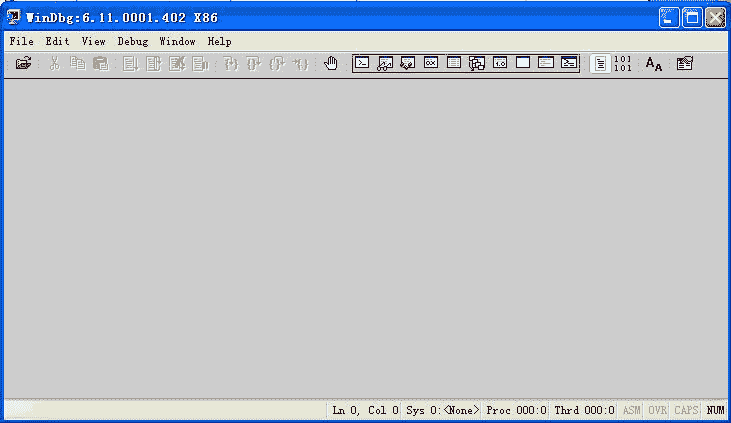 WinDbg:6.11.0001.402 X86
File Edit View Debug Window Help
101
101
AA
Ln 0, Col 0 Sys 0:<None> Proc 000:0 Thrd 000:0 ASM OVR CAPS NUM